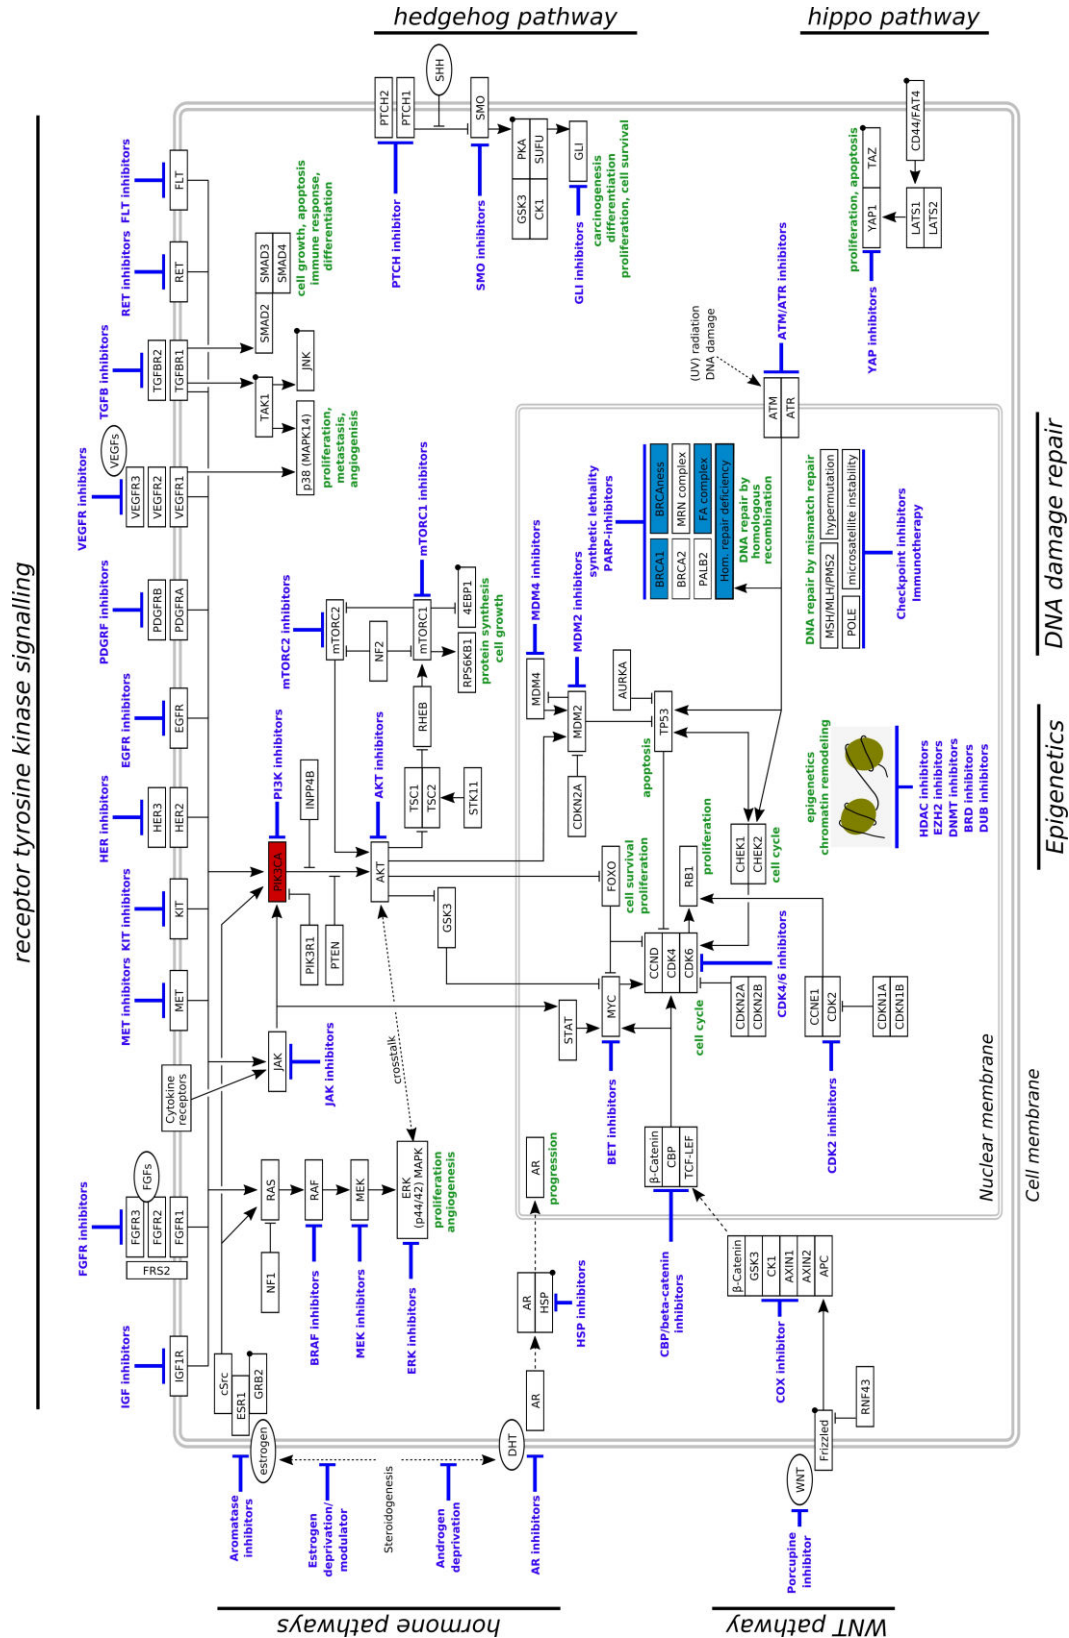 receptor tyrosine kinase signalling
hedgehog pathway
hippo pathway
hormone pathways
WNT pathway
Epigenetics
DNA damage repair
IGF inhibitors
FGFR inhibitors
MET inhibitors
KIT inhibitors
HER inhibitors
EGFR inhibitors
PDGRF inhibitors
VEGFR inhibitors
TGFB inhibitors
RET inhibitors
FLT inhibitors
IGF1R
FRS2
FGFR3
FGFR2
FGFR1
FGFs
Cytokine
receptors
MET
KIT
HER3
HER2
EGFR
PDGFRB
PDGFRA
VEGFR3
VEGFR2
VEGFR1
VEGFs
TGFBR2
TGFBR1
RET
FLT
cSrc
ESR1
GRB2
estrogen
Aromatase
inhibitors
Estrogen
deprivation/
modulator
Steroidogenesis
Androgen
deprivation
DHT
AR inhibitors
NF1
RAS
RAF
MEK
ERK
(p44/42) MAPK
proliferation
angiogenesis
BRAF inhibitors
MEK inhibitors
ERK inhibitors
JAK
JAK inhibitors
crosstalk
PIK3CA
PI3K inhibitors
PIK3R1
PTEN
INPP4B
AKT
AKT inhibitors
GSK3
TSC1
TSC2
STK11
RHEB
mTORC2
mTORC2 inhibitors
NF2
mTORC1
mTORC1 inhibitors
RPS6KB1
4EBP1
protein synthesis
cell growth
TAK1
p38 (MAPK14)
JNK
proliferation,
metastasis,
angiogenisis
SMAD2
SMAD3
SMAD4
cell growth, apoptosis
immune response,
differentiation
PTCH2
PTCH1
SHH
SMO
PTCH inhibitor
SMO inhibitors
GSK3
PKA
CK1
SUFU
GLI
GLI inhibitors
carcinogenesis
differentiation
proliferation, cell survival
AR
AR
HSP
HSP inhibitors
AR
progression
STAT
MYC
BET inhibitors
FOXO
cell survival
proliferation
CCND
CDK4
CDK6
cell cycle
CDK4/6 inhibitors
CDKN2A
CDKN2B
RB1
proliferation
CDKN2A
MDM4
MDM4 inhibitors
MDM2
MDM2 inhibitors
AURKA
TP53
apoptosis
CHEK1
CHEK2
cell cycle
CCNE1
CDK2
CDK2 inhibitors
CDKN1A
CDKN1B
β-Catenin
CBP
TCF-LEF
CBP/beta-catenin
inhibitors
β-Catenin
GSK3
CK1
AXIN1
AXIN2
APC
COX inhibitor
Frizzled
RNF43
WNT
Porcupine
inhibitor
synthetic lethality
PARP-inhibitors
BRCA1
BRCAness
BRCA2
MRN complex
PALB2
FA complex
Hom. repair deficiency
DNA repair by
homologous
recombination
DNA repair by mismatch repair
MSH/MLH/PMS2
hypermutation
POLE
microsatellite instability
Checkpoint inhibitors
Immunotherapy
ATM
ATR
ATM/ATR inhibitors
(UV) radiation
DNA damage
proliferation, apoptosis
YAP1
TAZ
YAP inhibitors
LATS1
LATS2
CD44/FAT4
epigenetics
chromatin remodeling
HDAC inhibitors
EZH2 inhibitors
DNMT inhibitors
BRD inhibitors
DUB inhibitors
Nuclear membrane
Cell membrane